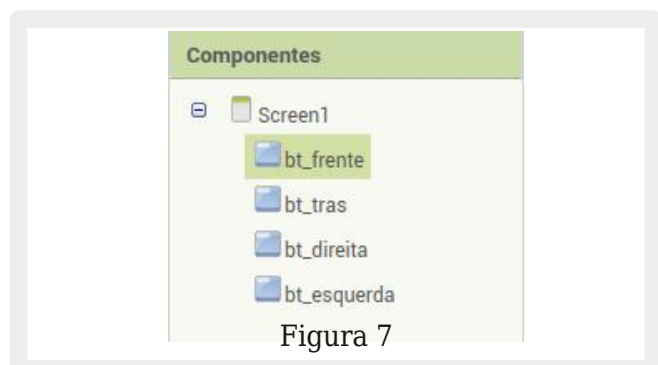 Componentes
Screen1
bt_frente
bt_tras
bt_direita
bt_esquerda
Figura 7